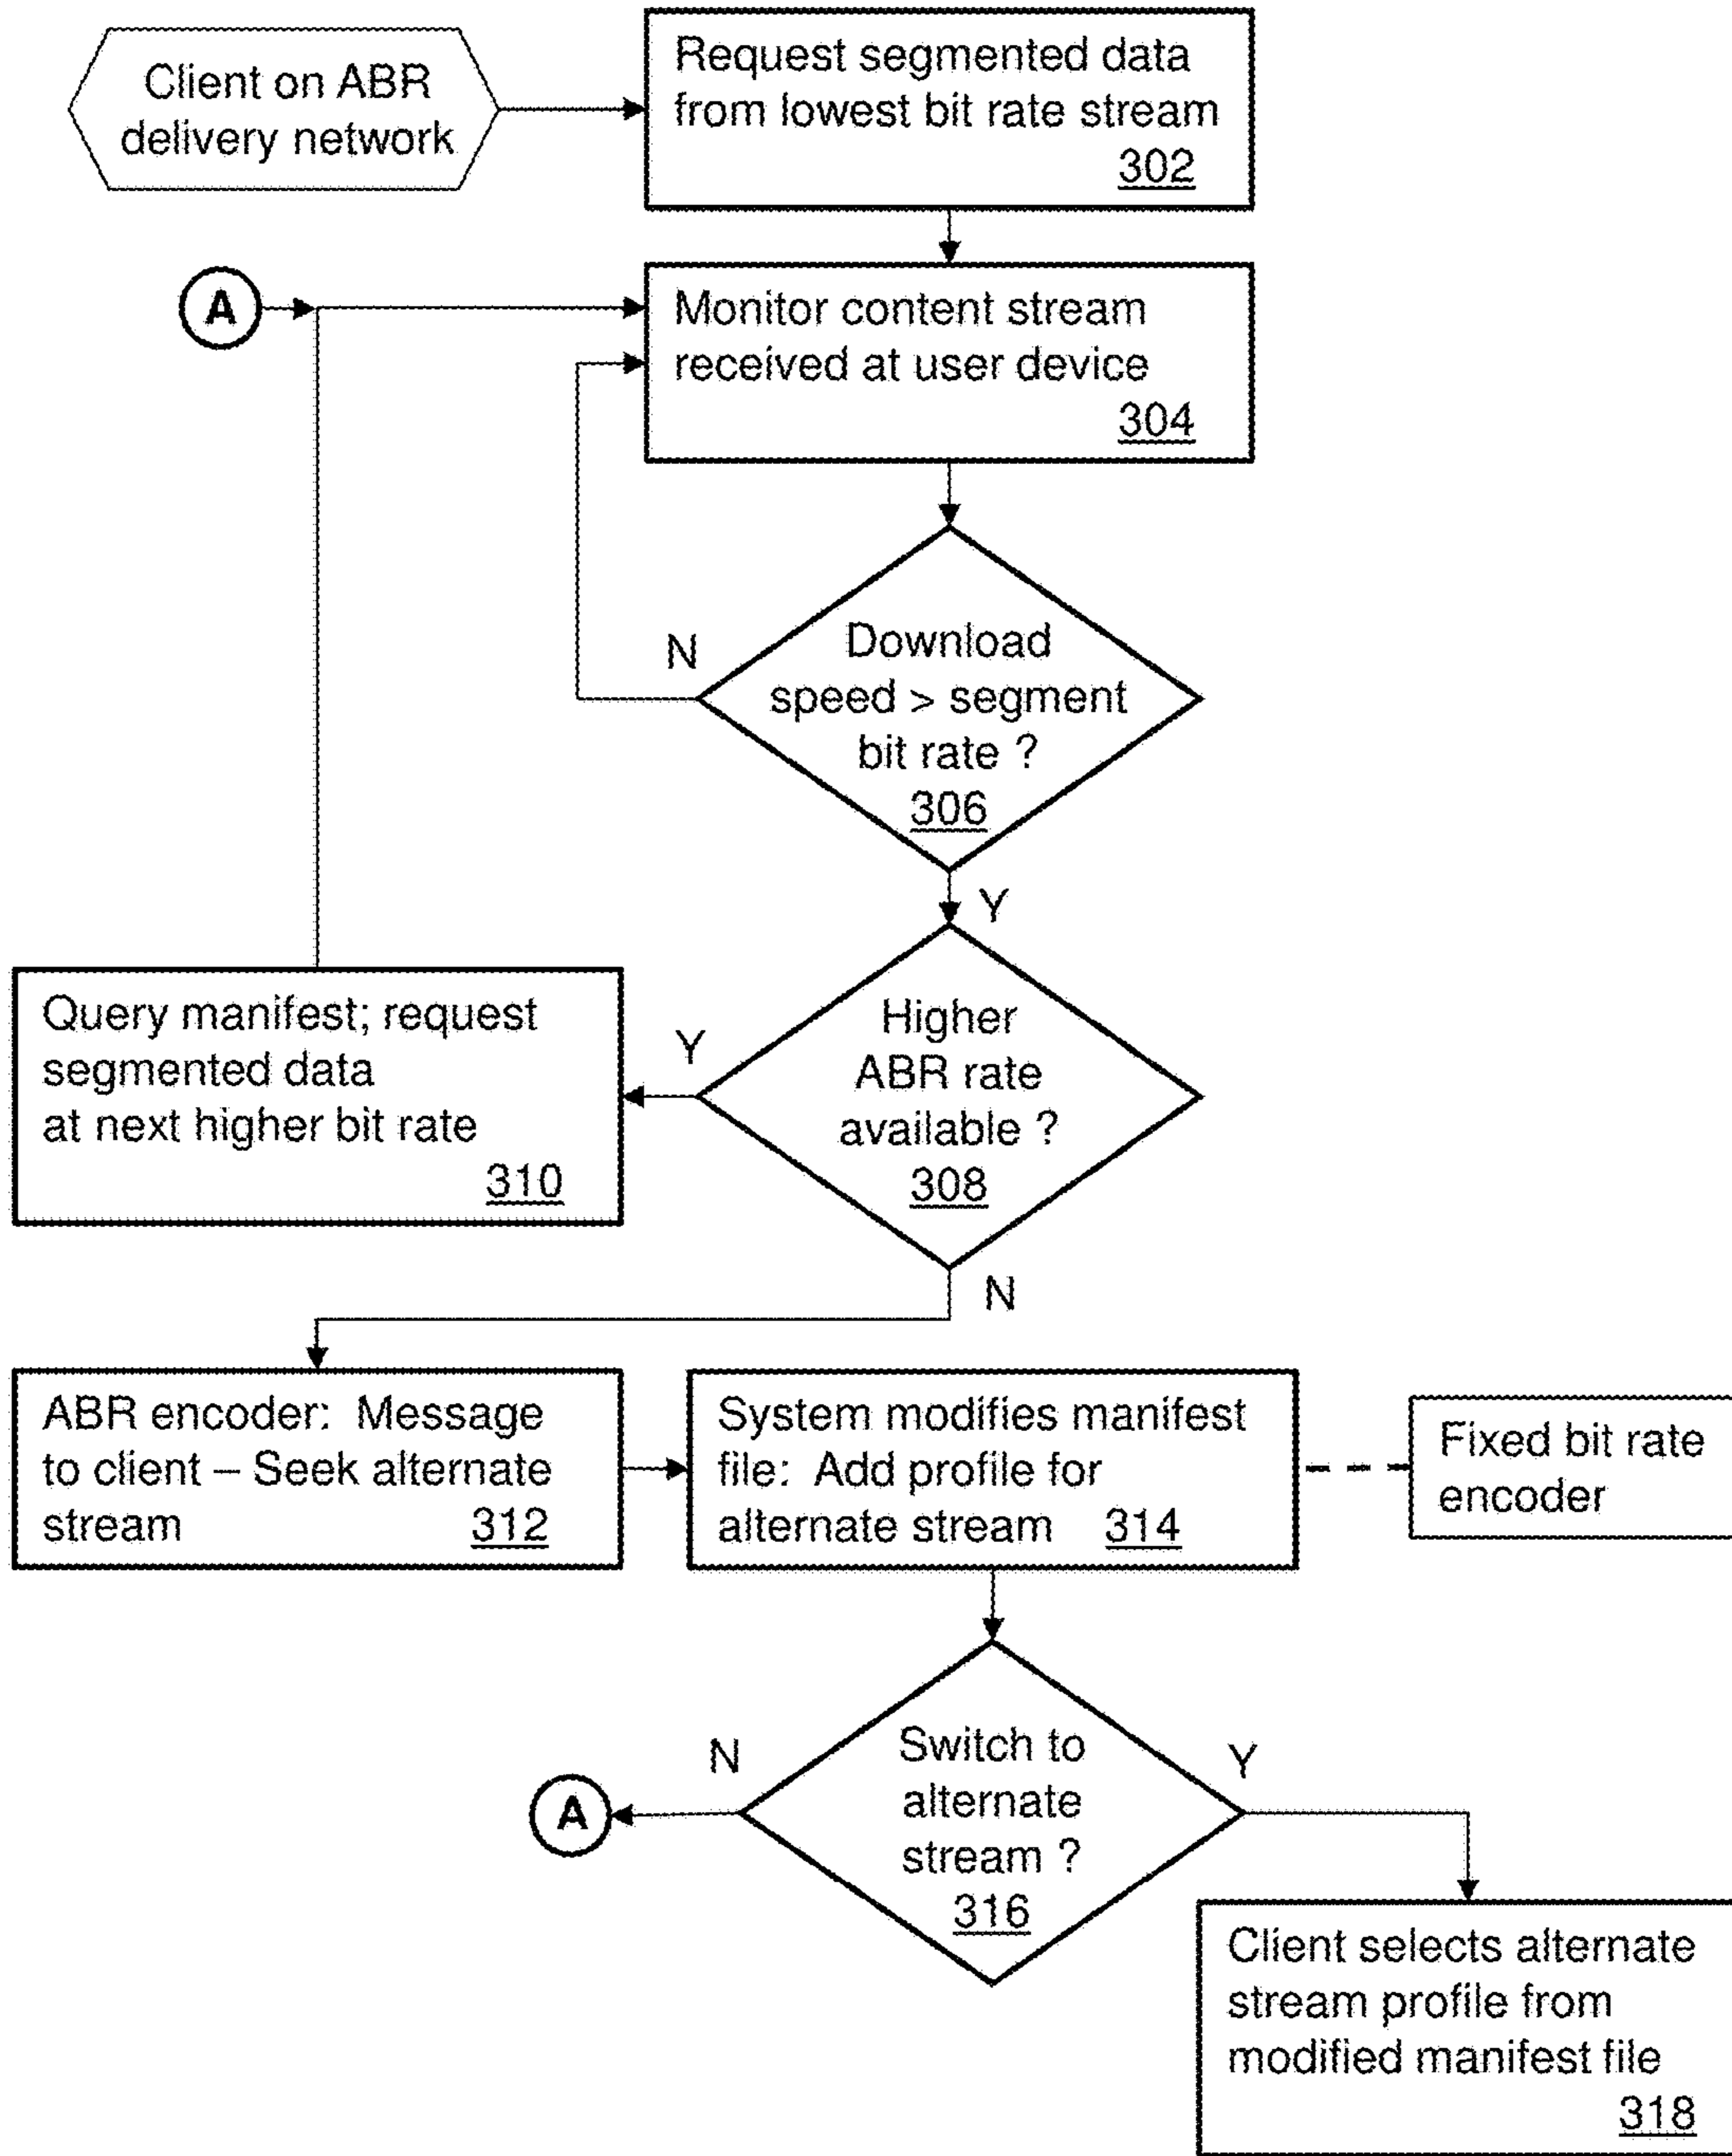 Client on ABR
delivery network
Request segmented data
from lowest bit rate stream
302
A
Monitor content stream
received at user device
304
N
Download
speed > segment
bit rate ?
306
Y
Query manifest; request
segmented data
at next higher bit rate
310
Y
Higher
ABR rate
available ?
308
N
ABR encoder: Message
to client – Seek alternate
stream 312
System modifies manifest
file: Add profile for
alternate stream 314
Fixed bit rate
encoder
N
Switch to
alternate
stream ?
316
Y
A
Client selects alternate
stream profile from
modified manifest file
318